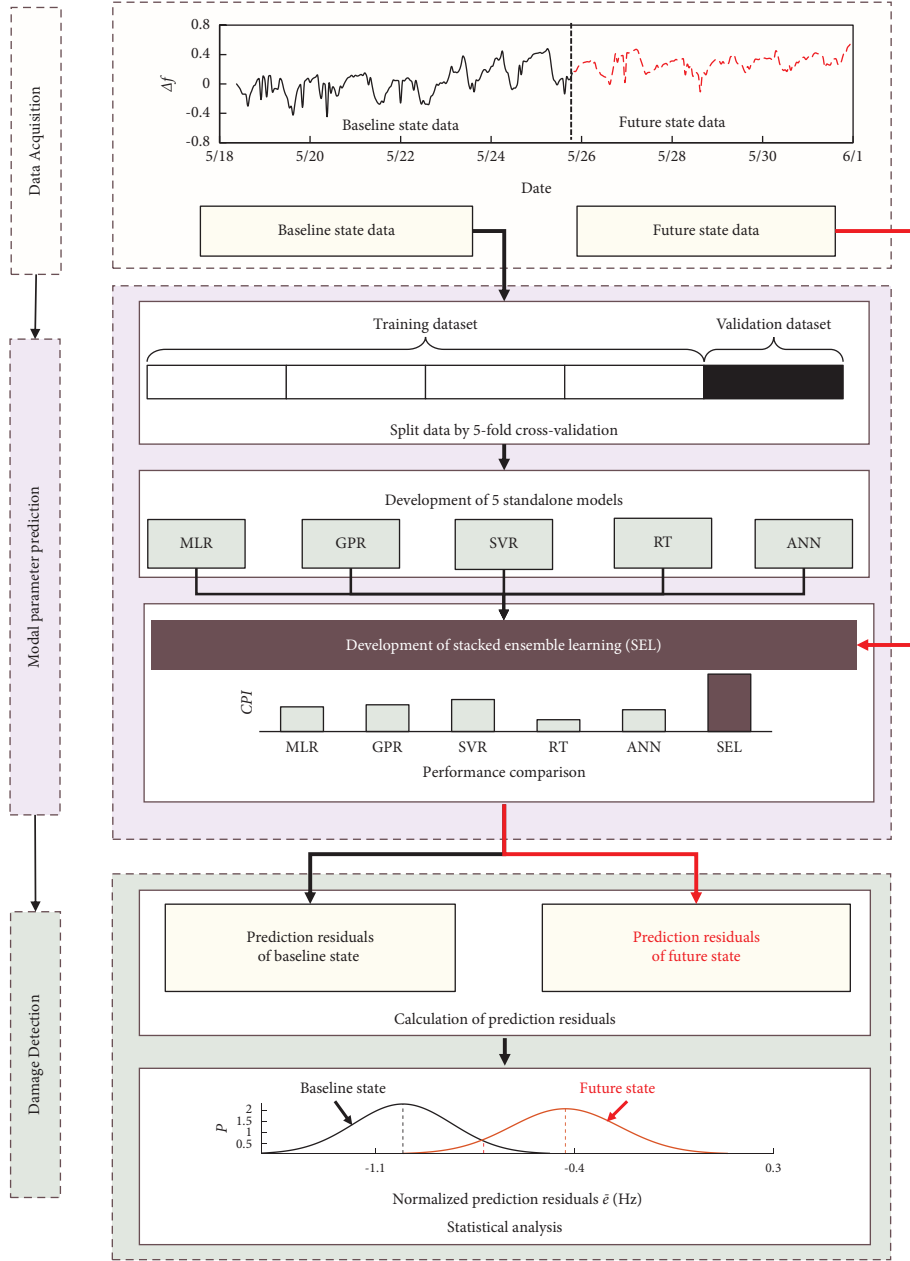 Data Acquisition
0.8
0.4
0
-0.4
-0.8
Δf
Baseline state data
Future state data
5/18
5/20
5/22
5/24
5/26
5/28
5/30
6/1
Date
Baseline state data
Future state data
Modal parameter prediction
Training dataset
Validation dataset
Split data by 5-fold cross-validation
Development of 5 standalone models
MLR
GPR
SVR
RT
ANN
Development of stacked ensemble learning (SEL)
CPI
MLR
GPR
SVR
RT
ANN
SEL
Performance comparison
Damage Detection
Prediction residuals
of baseline state
Prediction residuals
of future state
Calculation of prediction residuals
Baseline state
Future state
P
2
1.5
1
0.5
-1.1
-0.4
0.3
Normalized prediction residuals ē (Hz)
Statistical analysis